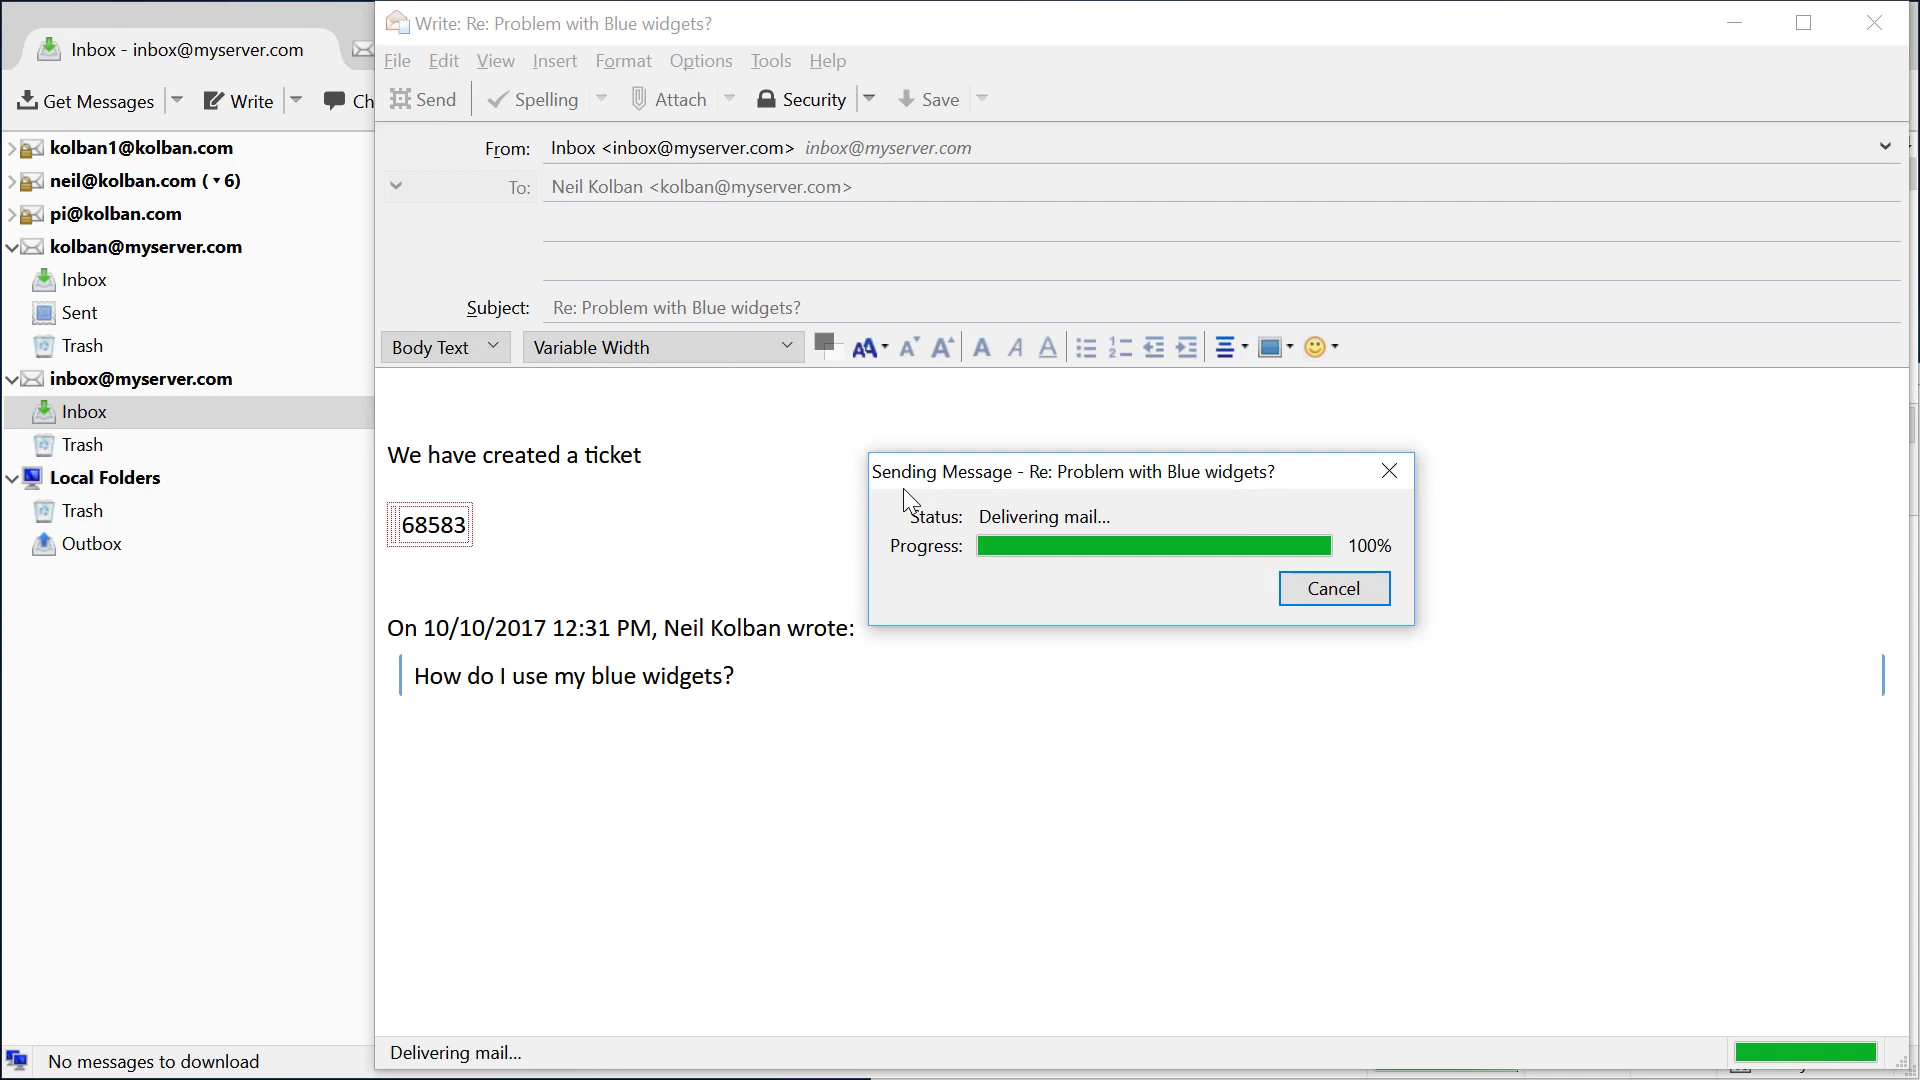 Write: Re: Problem with Blue widgets?
Inbox - inbox@myserver.com
File Edit View Insert Format Options Tools Help
Get Messages Write Ch
Send Spelling Attach Security Save
From: Inbox <inbox@myserver.com> inbox@myserver.com
To: Neil Kolban <kolban@myserver.com>
Subject: Re: Problem with Blue widgets?
Body Text Variable Width
kolban1@kolban.com
neil@kolban.com (▾6)
pi@kolban.com
kolban@myserver.com
Inbox
Sent
Trash
inbox@myserver.com
Inbox
Trash
Local Folders
Trash
Outbox
We have created a ticket
68583
On 10/10/2017 12:31 PM, Neil Kolban wrote:
How do I use my blue widgets?
Sending Message - Re: Problem with Blue widgets?
Status: Delivering mail...
Progress: 100%
Cancel
No messages to download
Delivering mail...